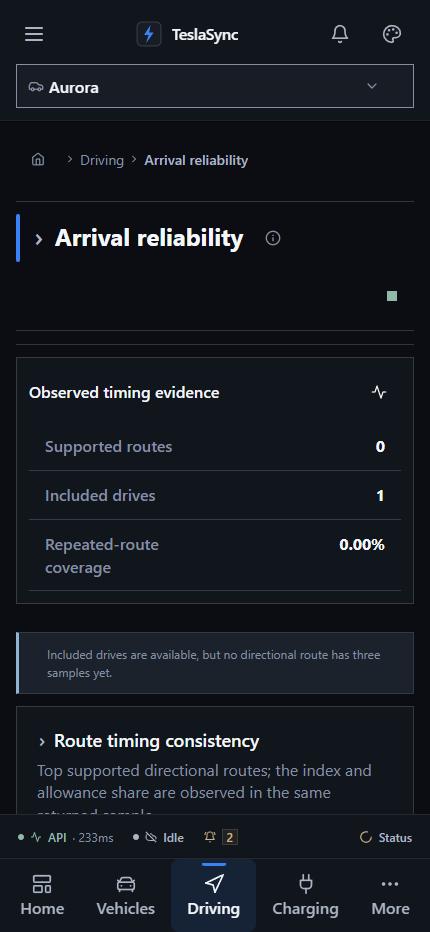 TeslaSync
Aurora
Driving
Arrival reliability
Arrival reliability
Observed timing evidence
Supported routes 0
Included drives 1
Repeated-route
coverage 0.00%
Included drives are available, but no directional route has three
samples yet.
Route timing consistency
Top supported directional routes; the index and
allowance share are observed in the same
returned sample
API · 233ms Idle 2 Status
Home Vehicles Driving Charging More